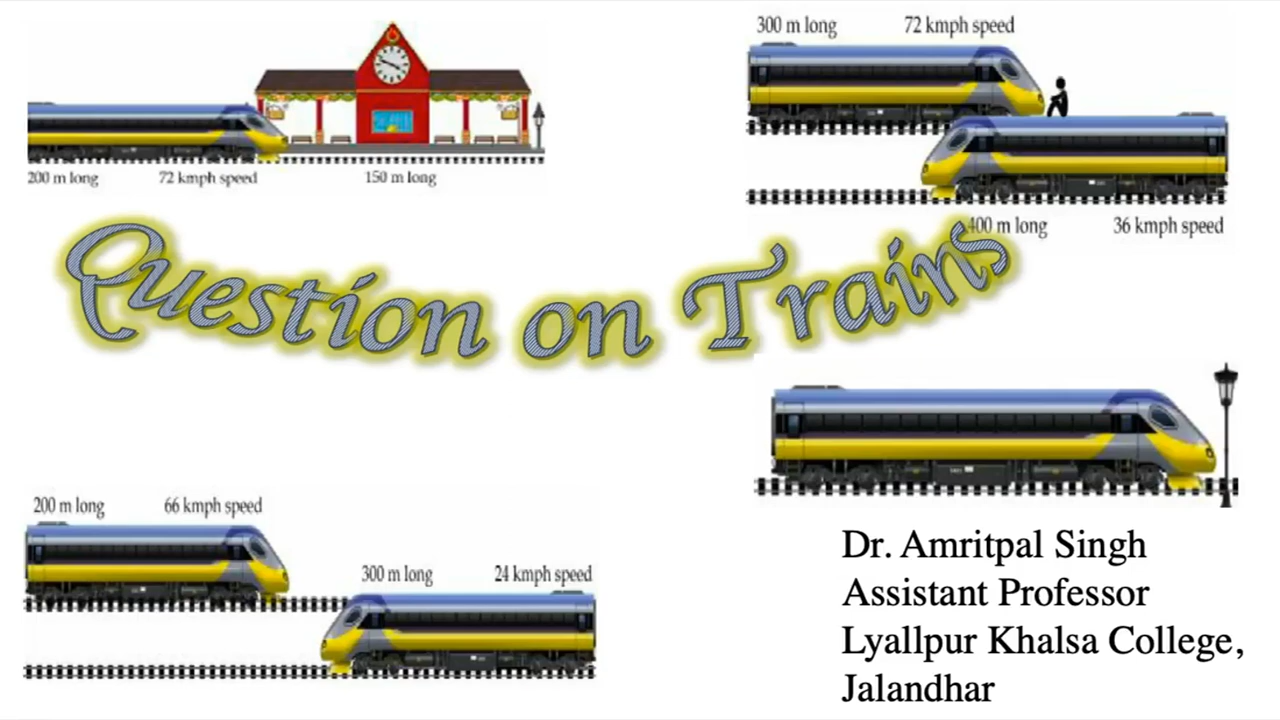 300 m long 72 kmph speed
200 m long 72 kmph speed 150 m long
400 m long 36 kmph speed
Question on Trains
200 m long 66 kmph speed
300 m long 24 kmph speed
Dr. Amritpal Singh
Assistant Professor
Lyallpur Khalsa College,
Jalandhar